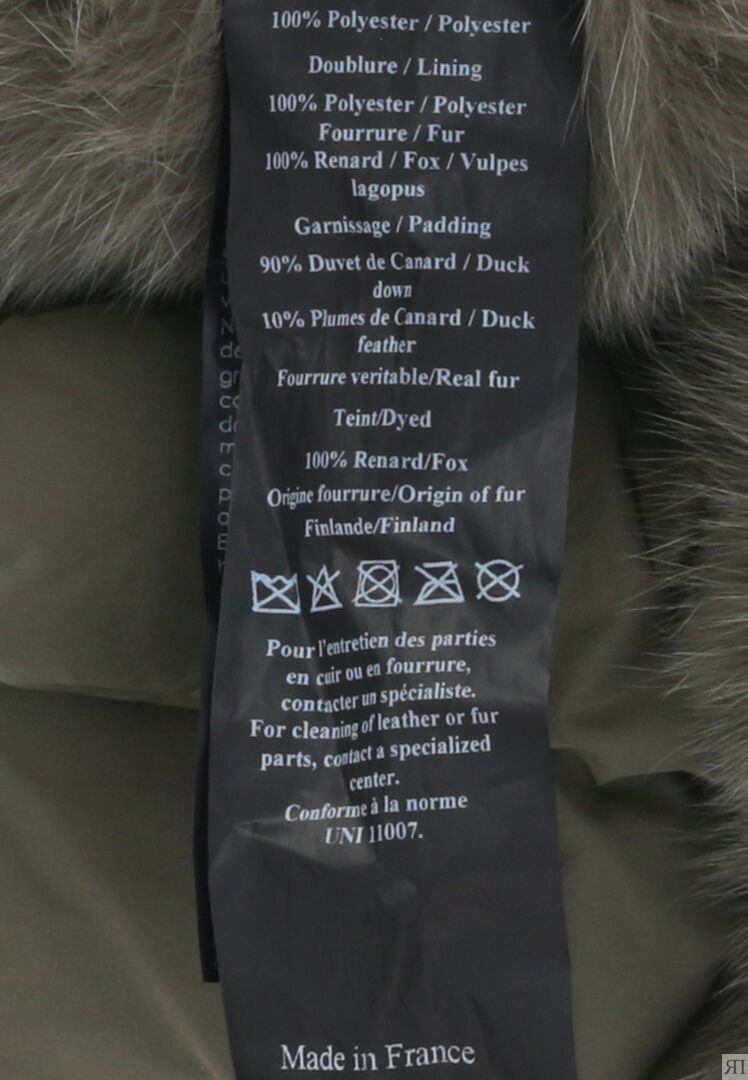 100% Polyester / Polyester
Doublure / Lining
100% Polyester / Polyester
Fourrure / Fur
100% Renard / Fox / Vulpes
lagopus
Garnissage / Padding
90% Duvet de Canard / Duck
down
10% Plumes de Canard / Duck
feather
Fourrure veritable/Real fur
Teint/Dyed
100% Renard/Fox
Origine fourrure/Origin of fur
Finlande/Finland
Pour l'entretien des parties
en cuir ou en fourrure,
contacter un spécialiste.
For cleaning of leather or fur
parts, contact a specialized
center.
Conforme à la norme
UNI 11007.
Made in France